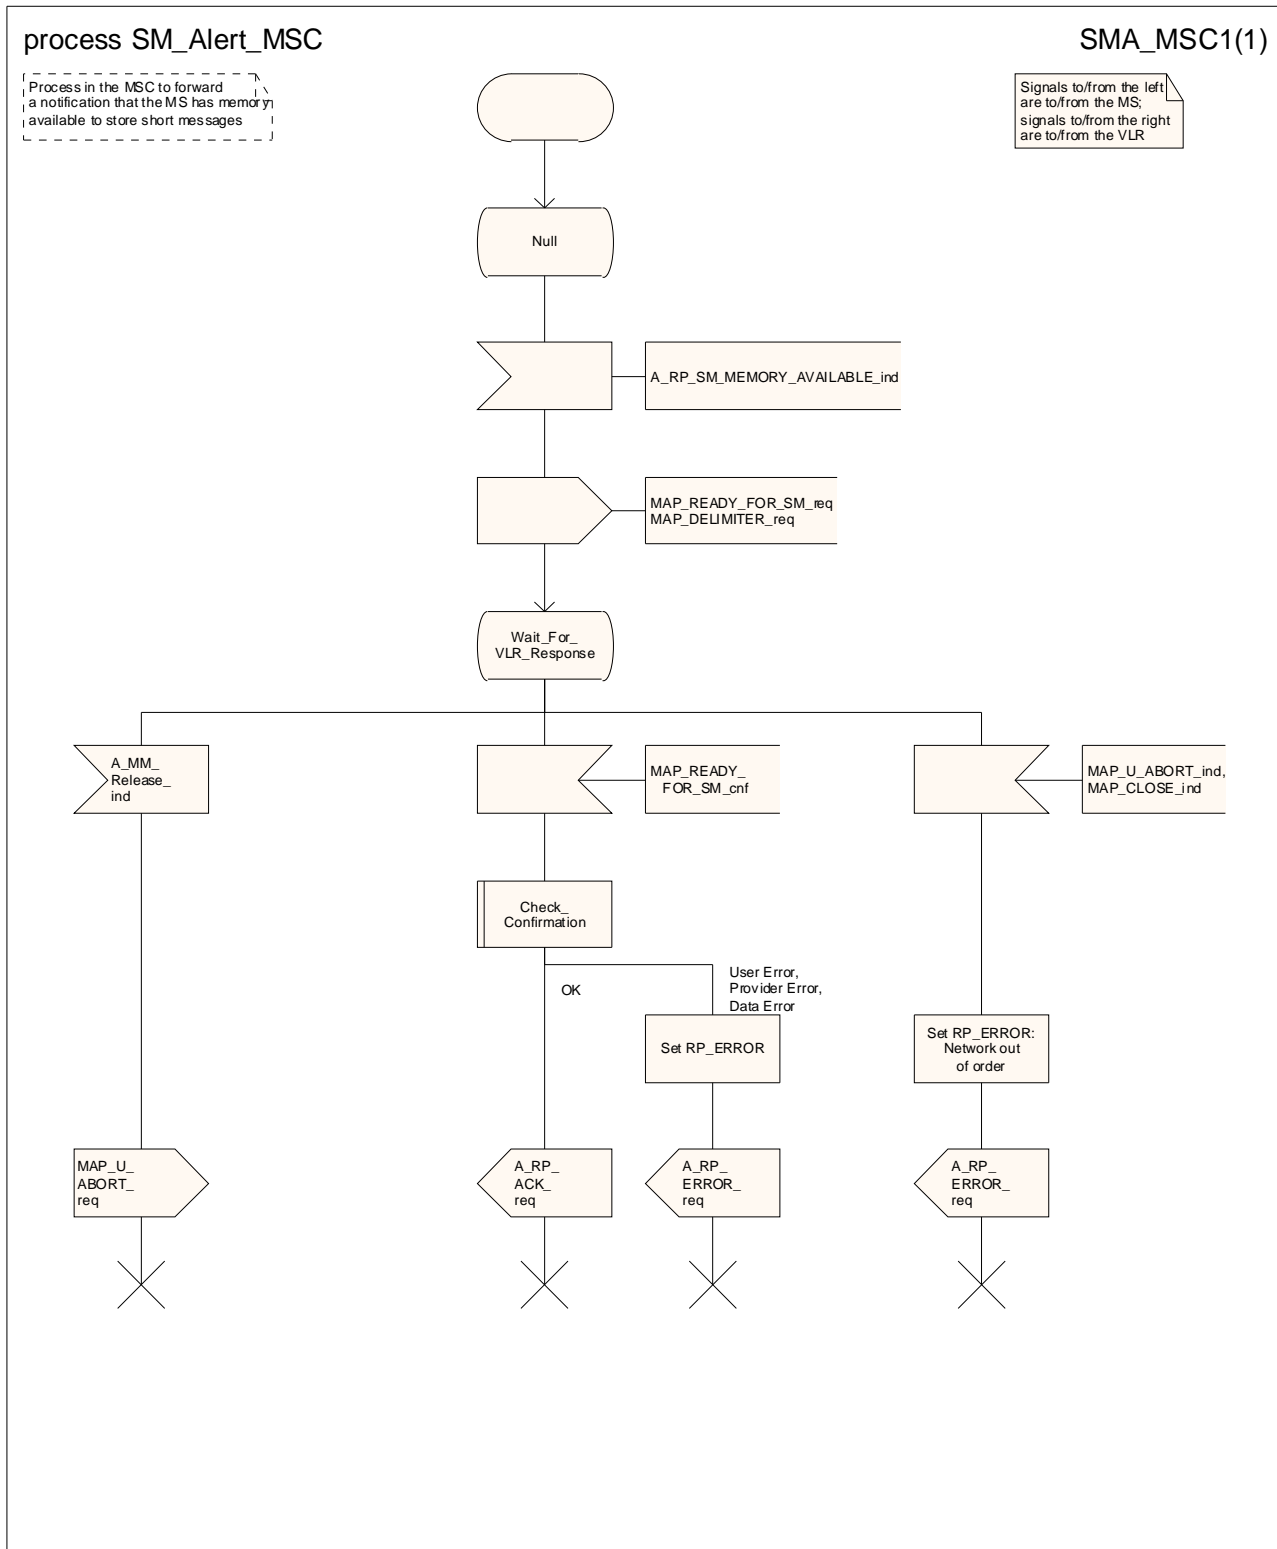 process SM_Alert_MSC
SMA_MSC1(1)
Process in the MSC to forward
a notification that the MS has memory
available to store short messages
Signals to/from the left
are to/from the MS;
signals to/from the right
are to/from the VLR
Null
A_RP_SM_MEMORY_AVAILABLE_ind
MAP_READY_FOR_SM_req
MAP_DELIMITER_req
Wait_For_
VLR_Response
A_MM_
Release_
ind
MAP_READY_
FOR_SM_cnf
MAP_U_ABORT_ind,
MAP_CLOSE_ind
Check_
Confirmation
OK
User Error,
Provider Error,
Data Error
Set RP_ERROR
Set RP_ERROR:
Network out
of order
MAP_U_
ABORT_
req
A_RP_
ACK_
req
A_RP_
ERROR_
req
A_RP_
ERROR_
req